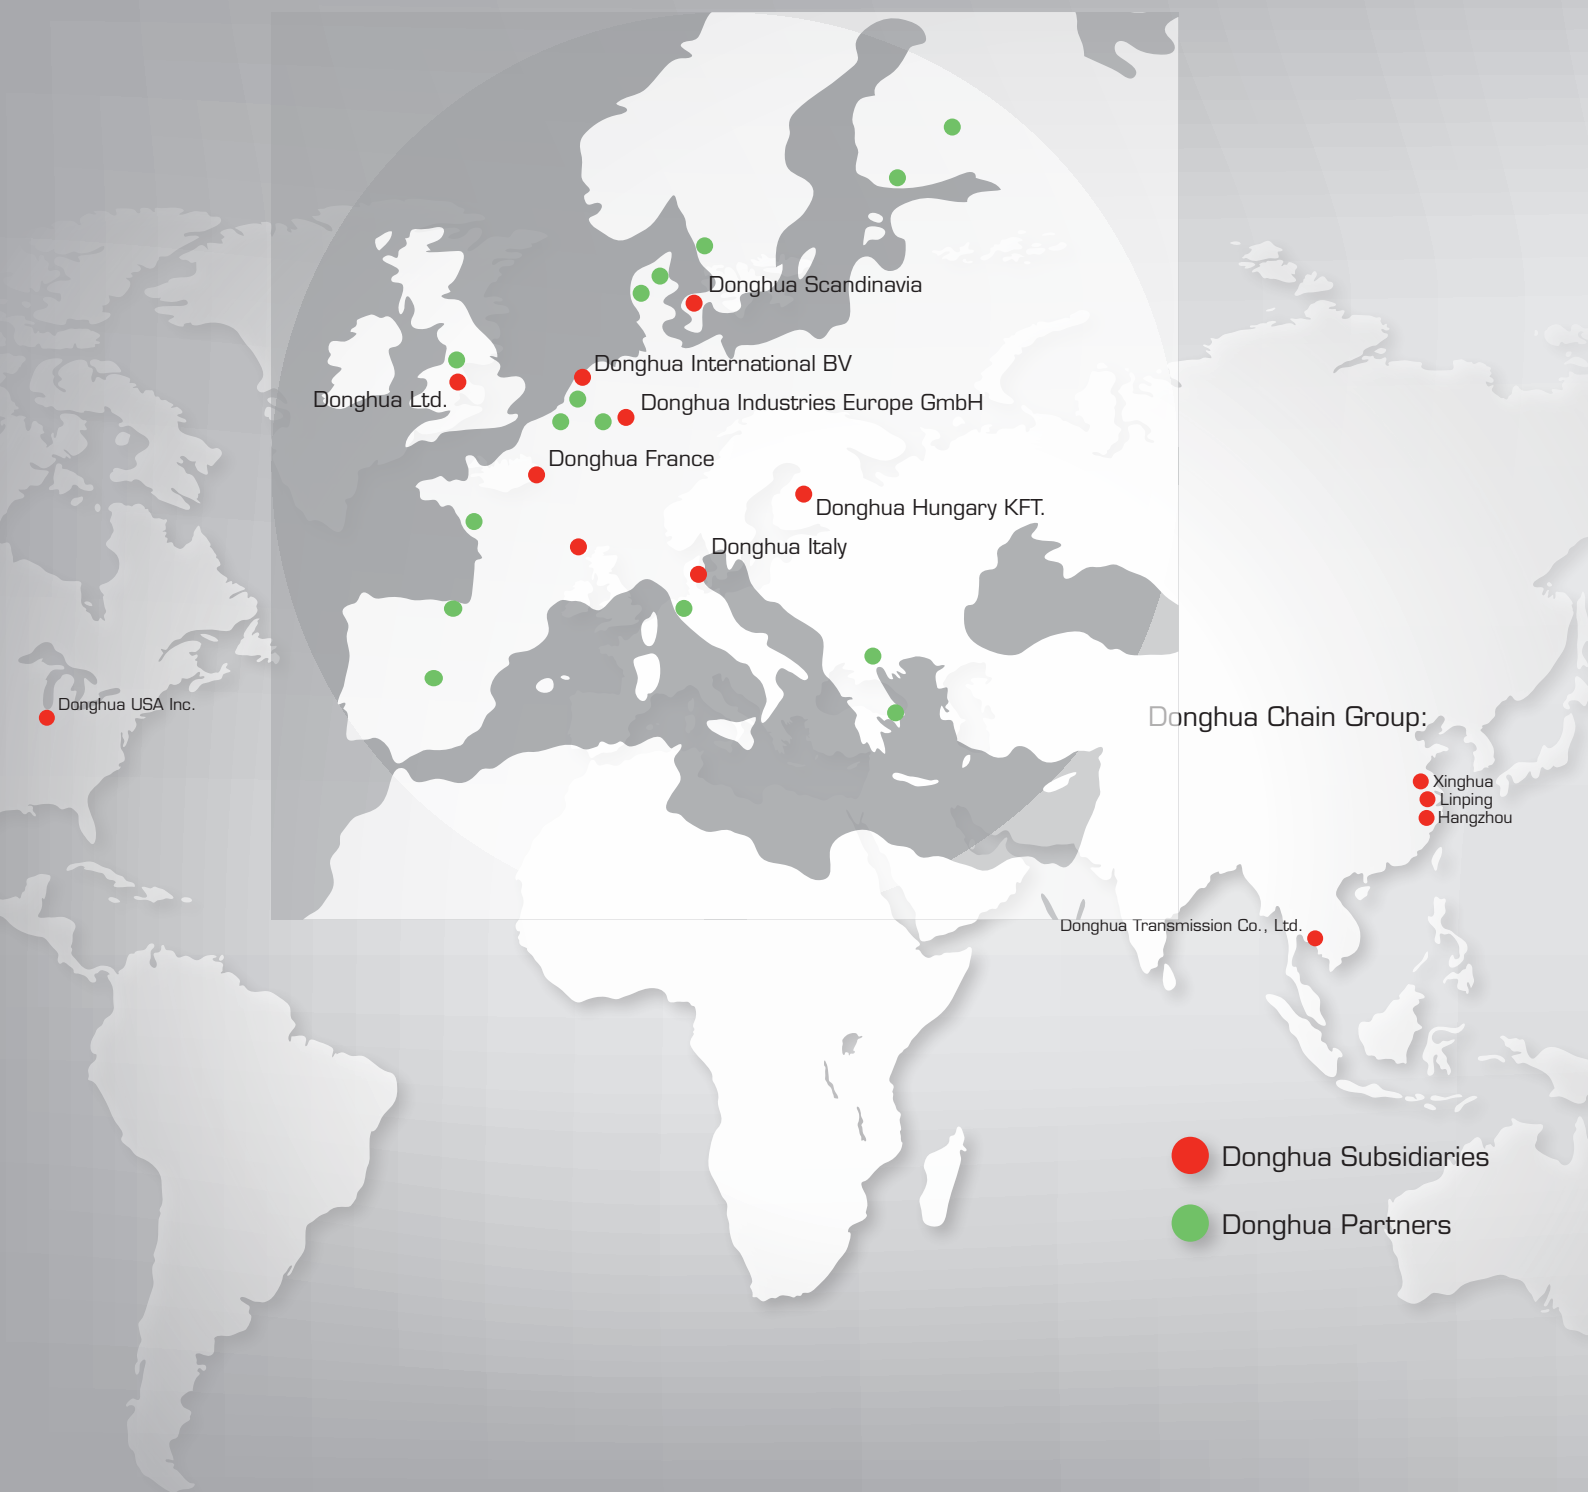 Donghua Scandinavia
Donghua International BV
Donghua Ltd.
Donghua Industries Europe GmbH
Donghua France
Donghua Hungary KFT.
Donghua Italy
Donghua USA Inc.
Donghua Chain Group:
Xinghua
Linping
Hangzhou
Donghua Transmission Co., Ltd.
Donghua Subsidiaries
Donghua Partners